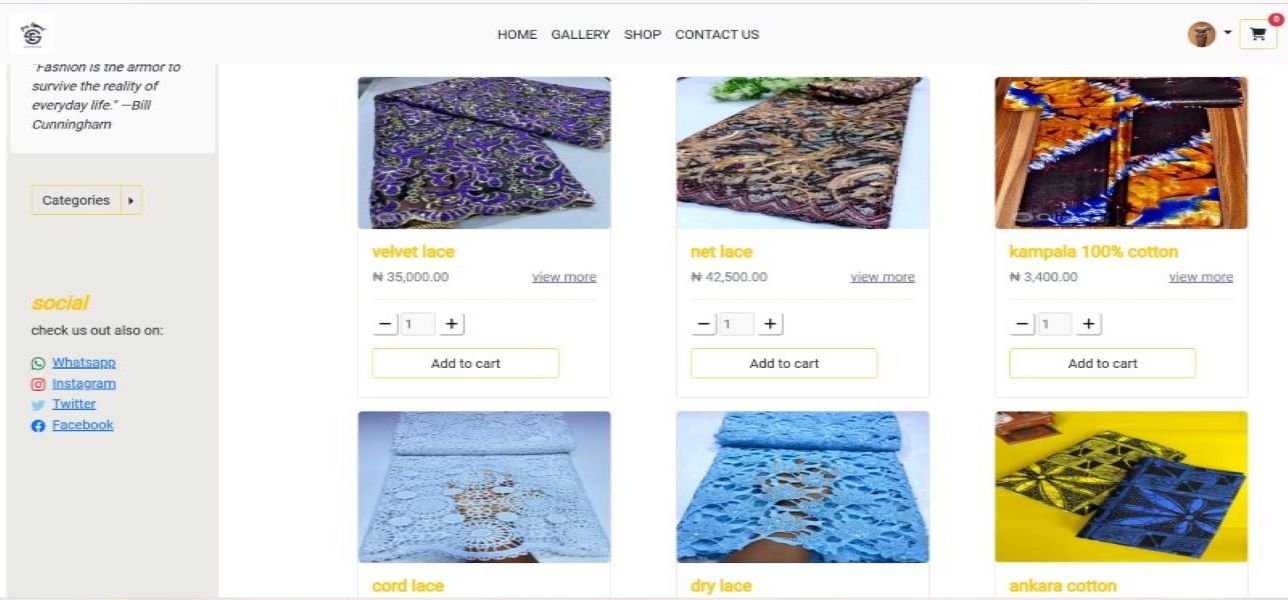 HOME GALLERY SHOP CONTACT US
0
"Fashion is the armor to
survive the reality of
everyday life." —Bill
Cunningham
Categories
social
check us out also on:
Whatsapp
Instagram
Twitter
Facebook
velvet lace
₦ 35,000.00 view more
1
Add to cart
net lace
₦ 42,500.00 view more
1
Add to cart
kampala 100% cotton
₦ 3,400.00 view more
1
Add to cart
cord lace
dry lace
ankara cotton